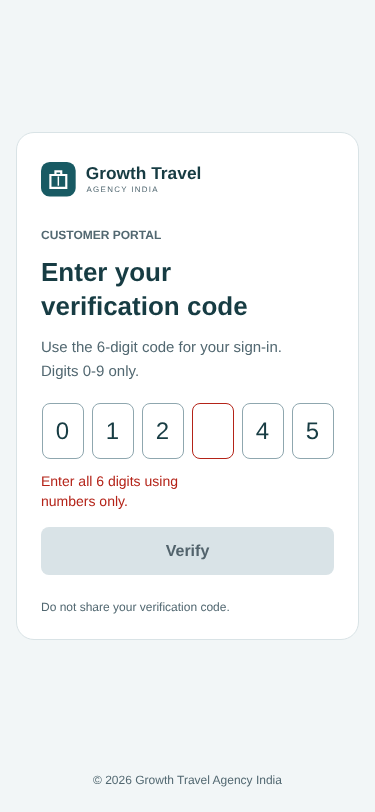 Growth Travel
AGENCY INDIA
CUSTOMER PORTAL
Enter your
verification code
Use the 6-digit code for your sign-in.
Digits 0-9 only.
0 1 2 4 5
Enter all 6 digits using
numbers only.
Verify
Do not share your verification code.
© 2026 Growth Travel Agency India